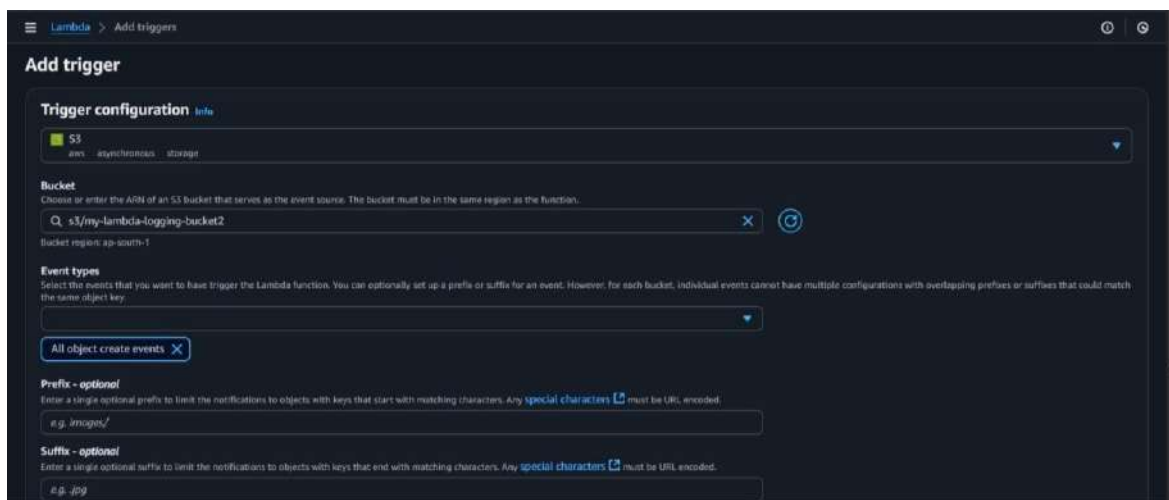 Lambda > Add triggers
Add trigger
Trigger configuration Info
S3
aws asynchronous storage
Bucket
Choose or enter the ARN of an S3 bucket that serves as the event source. The bucket must be in the same region as the function.
s3/my-lambda-logging-bucket2
Bucket region: ap-south-1
Event types
Select the events that you want to have trigger the Lambda function. You can optionally set up a prefix or suffix for an event. However, for each bucket, individual events cannot have multiple configurations with overlapping prefixes or suffixes that could match
the same object key.
All object create events
Prefix - optional
Enter a single optional prefix to limit the notifications to objects with keys that start with matching characters. Any special characters must be URL encoded.
e.g. images/
Suffix - optional
Enter a single optional suffix to limit the notifications to objects with keys that end with matching characters. Any special characters must be URL encoded.
e.g. .jpg